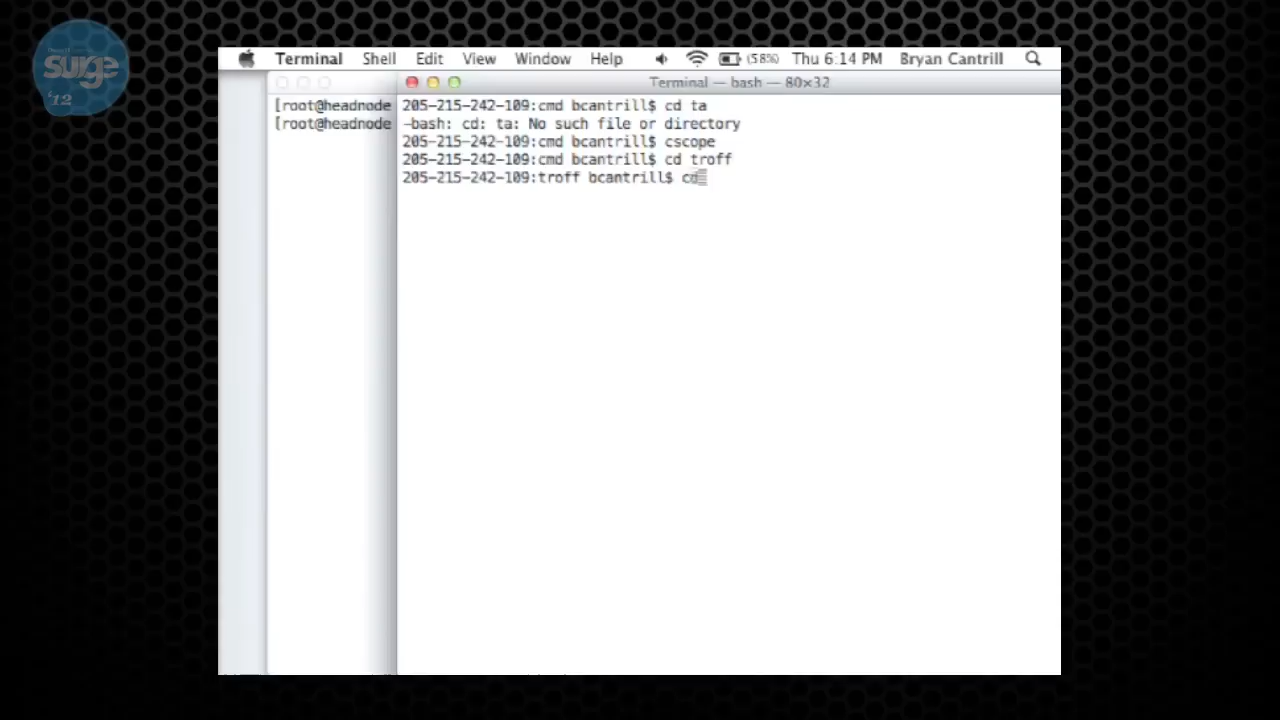 surge
'12
Terminal Shell Edit View Window Help (58%) Thu 6:14 PM Bryan Cantrill
Terminal — bash — 80×32
[root@headnode
[root@headnode
205-215-242-109:cmd bcantrill$ cd ta
-bash: cd: ta: No such file or directory
205-215-242-109:cmd bcantrill$ cscope
205-215-242-109:cmd bcantrill$ cd troff
205-215-242-109:troff bcantrill$ cd